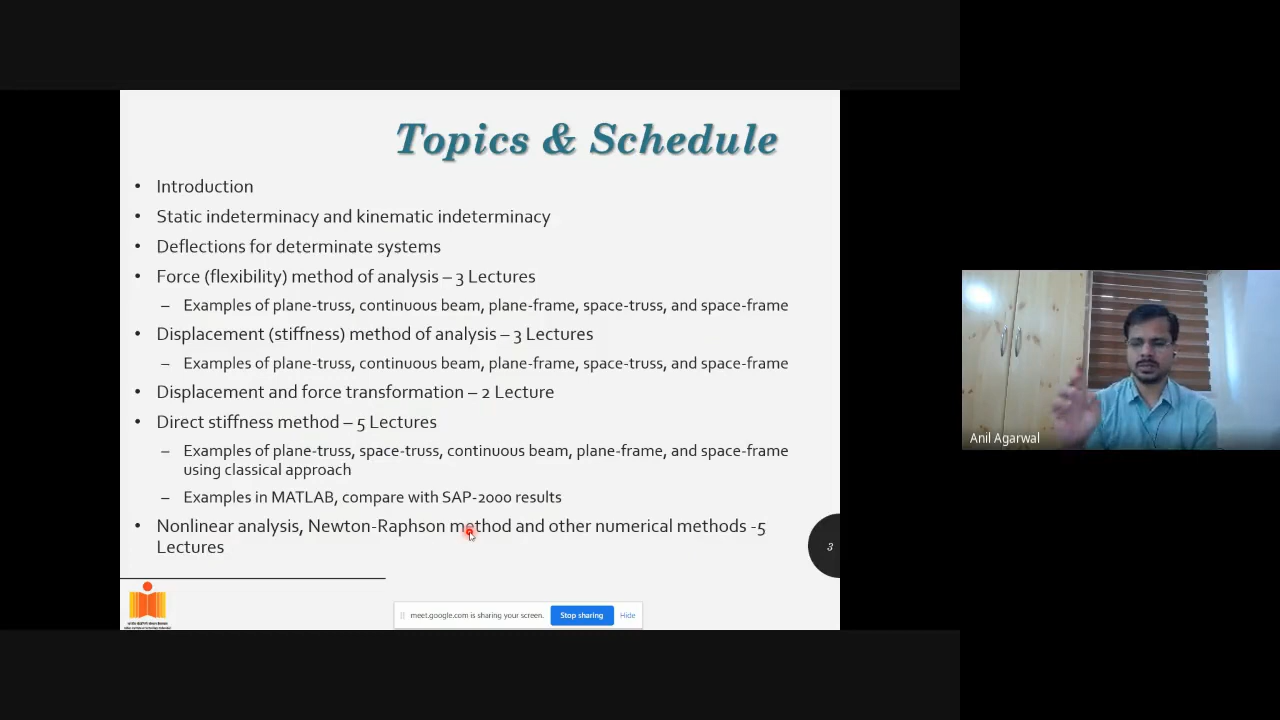 Topics & Schedule
• Introduction
• Static indeterminacy and kinematic indeterminacy
• Deflections for determinate systems
• Force (flexibility) method of analysis – 3 Lectures
– Examples of plane-truss, continuous beam, plane-frame, space-truss, and space-frame
• Displacement (stiffness) method of analysis – 3 Lectures
– Examples of plane-truss, continuous beam, plane-frame, space-truss, and space-frame
• Displacement and force transformation – 2 Lecture
• Direct stiffness method – 5 Lectures
– Examples of plane-truss, space-truss, continuous beam, plane-frame, and space-frame
using classical approach
– Examples in MATLAB, compare with SAP-2000 results
• Nonlinear analysis, Newton-Raphson method and other numerical methods -5
Lectures
3
meet.google.com is sharing your screen. Stop sharing Hide
Anil Agarwal